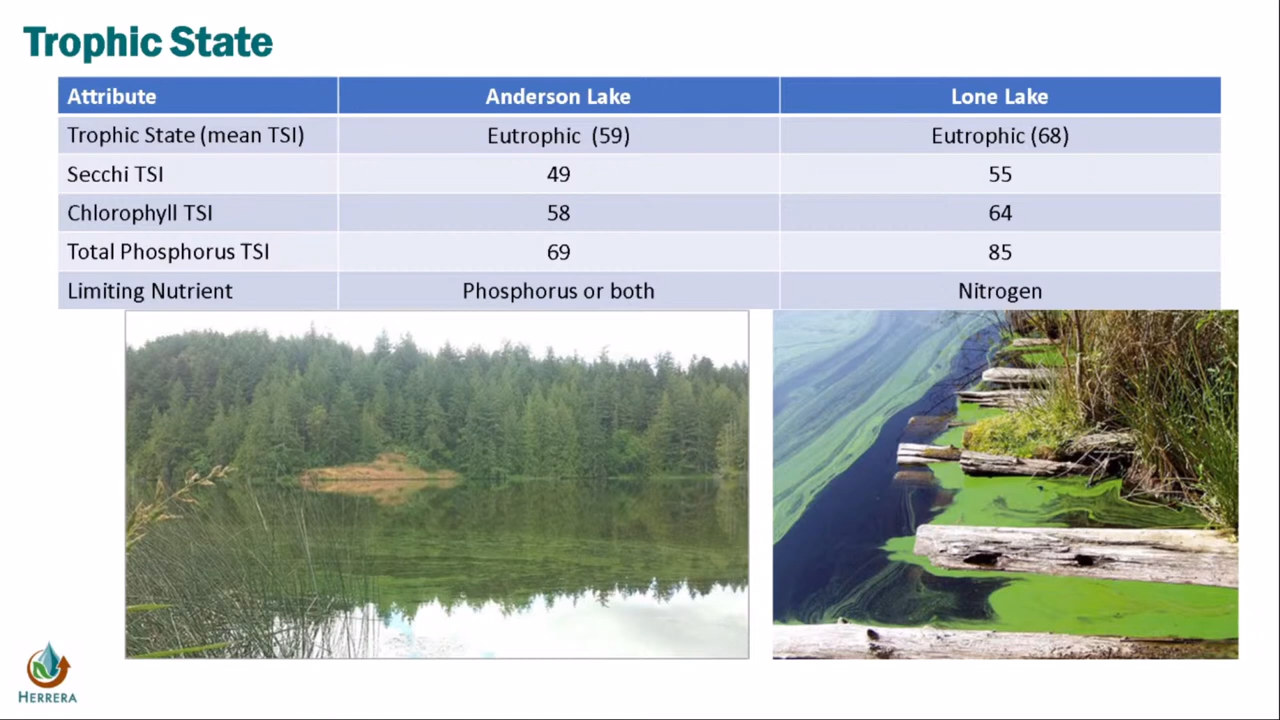 Trophic State
Attribute Anderson Lake Lone Lake
Trophic State (mean TSI) Eutrophic (59) Eutrophic (68)
Secchi TSI 49 55
Chlorophyll TSI 58 64
Total Phosphorus TSI 69 85
Limiting Nutrient Phosphorus or both Nitrogen
HERRERA